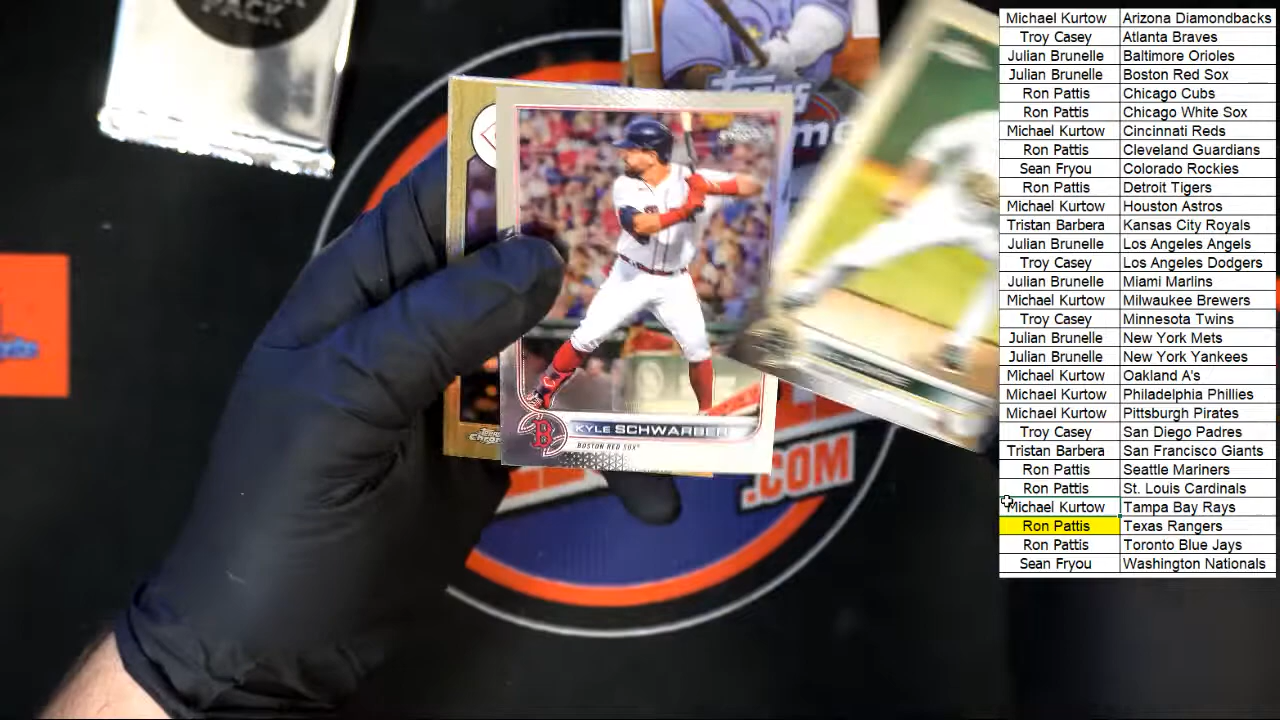 PACK
Topps
Chrome
KYLE SCHWARBER
BOSTON RED SOX
B
.COM
Michael Kurtow Arizona Diamondbacks
Troy Casey Atlanta Braves
Julian Brunelle Baltimore Orioles
Julian Brunelle Boston Red Sox
Ron Pattis Chicago Cubs
Ron Pattis Chicago White Sox
Michael Kurtow Cincinnati Reds
Ron Pattis Cleveland Guardians
Sean Fryou Colorado Rockies
Ron Pattis Detroit Tigers
Michael Kurtow Houston Astros
Tristan Barbera Kansas City Royals
Julian Brunelle Los Angeles Angels
Troy Casey Los Angeles Dodgers
Julian Brunelle Miami Marlins
Michael Kurtow Milwaukee Brewers
Troy Casey Minnesota Twins
Julian Brunelle New York Mets
Julian Brunelle New York Yankees
Michael Kurtow Oakland A's
Michael Kurtow Philadelphia Phillies
Michael Kurtow Pittsburgh Pirates
Troy Casey San Diego Padres
Tristan Barbera San Francisco Giants
Ron Pattis Seattle Mariners
Ron Pattis St. Louis Cardinals
Michael Kurtow Tampa Bay Rays
Ron Pattis Texas Rangers
Ron Pattis Toronto Blue Jays
Sean Fryou Washington Nationals